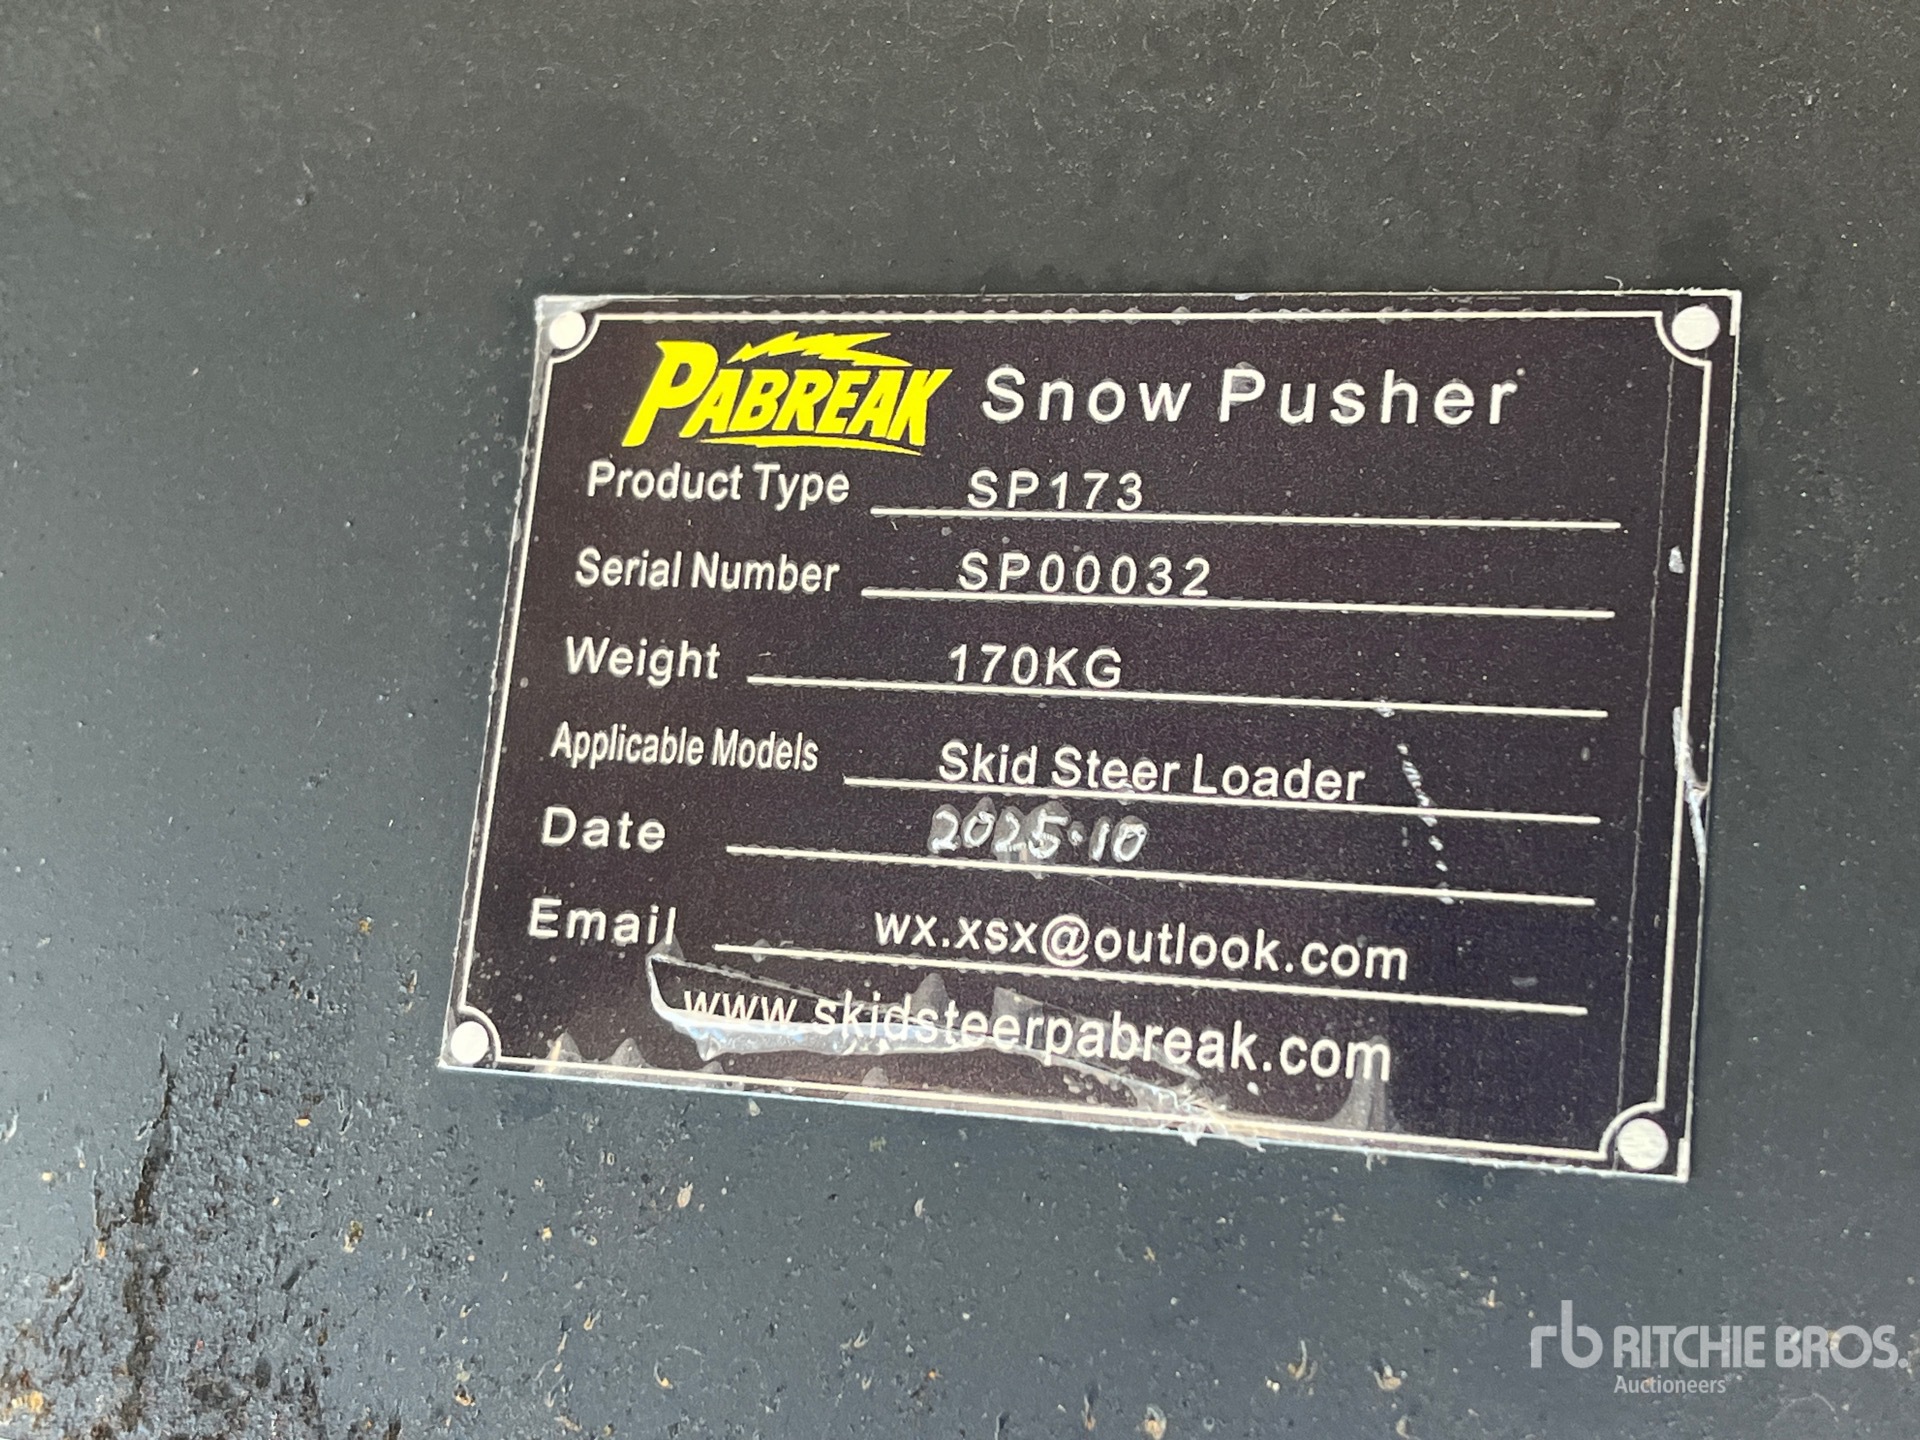 PABREAK Snow Pusher
Product Type SP173
Serial Number SP00032
Weight 170KG
Applicable Models Skid Steer Loader
Date 2025.10
Email wx.xsx@outlook.com
www.skidsteerpabreak.com
rb RITCHIE BROS.
Auctioneers